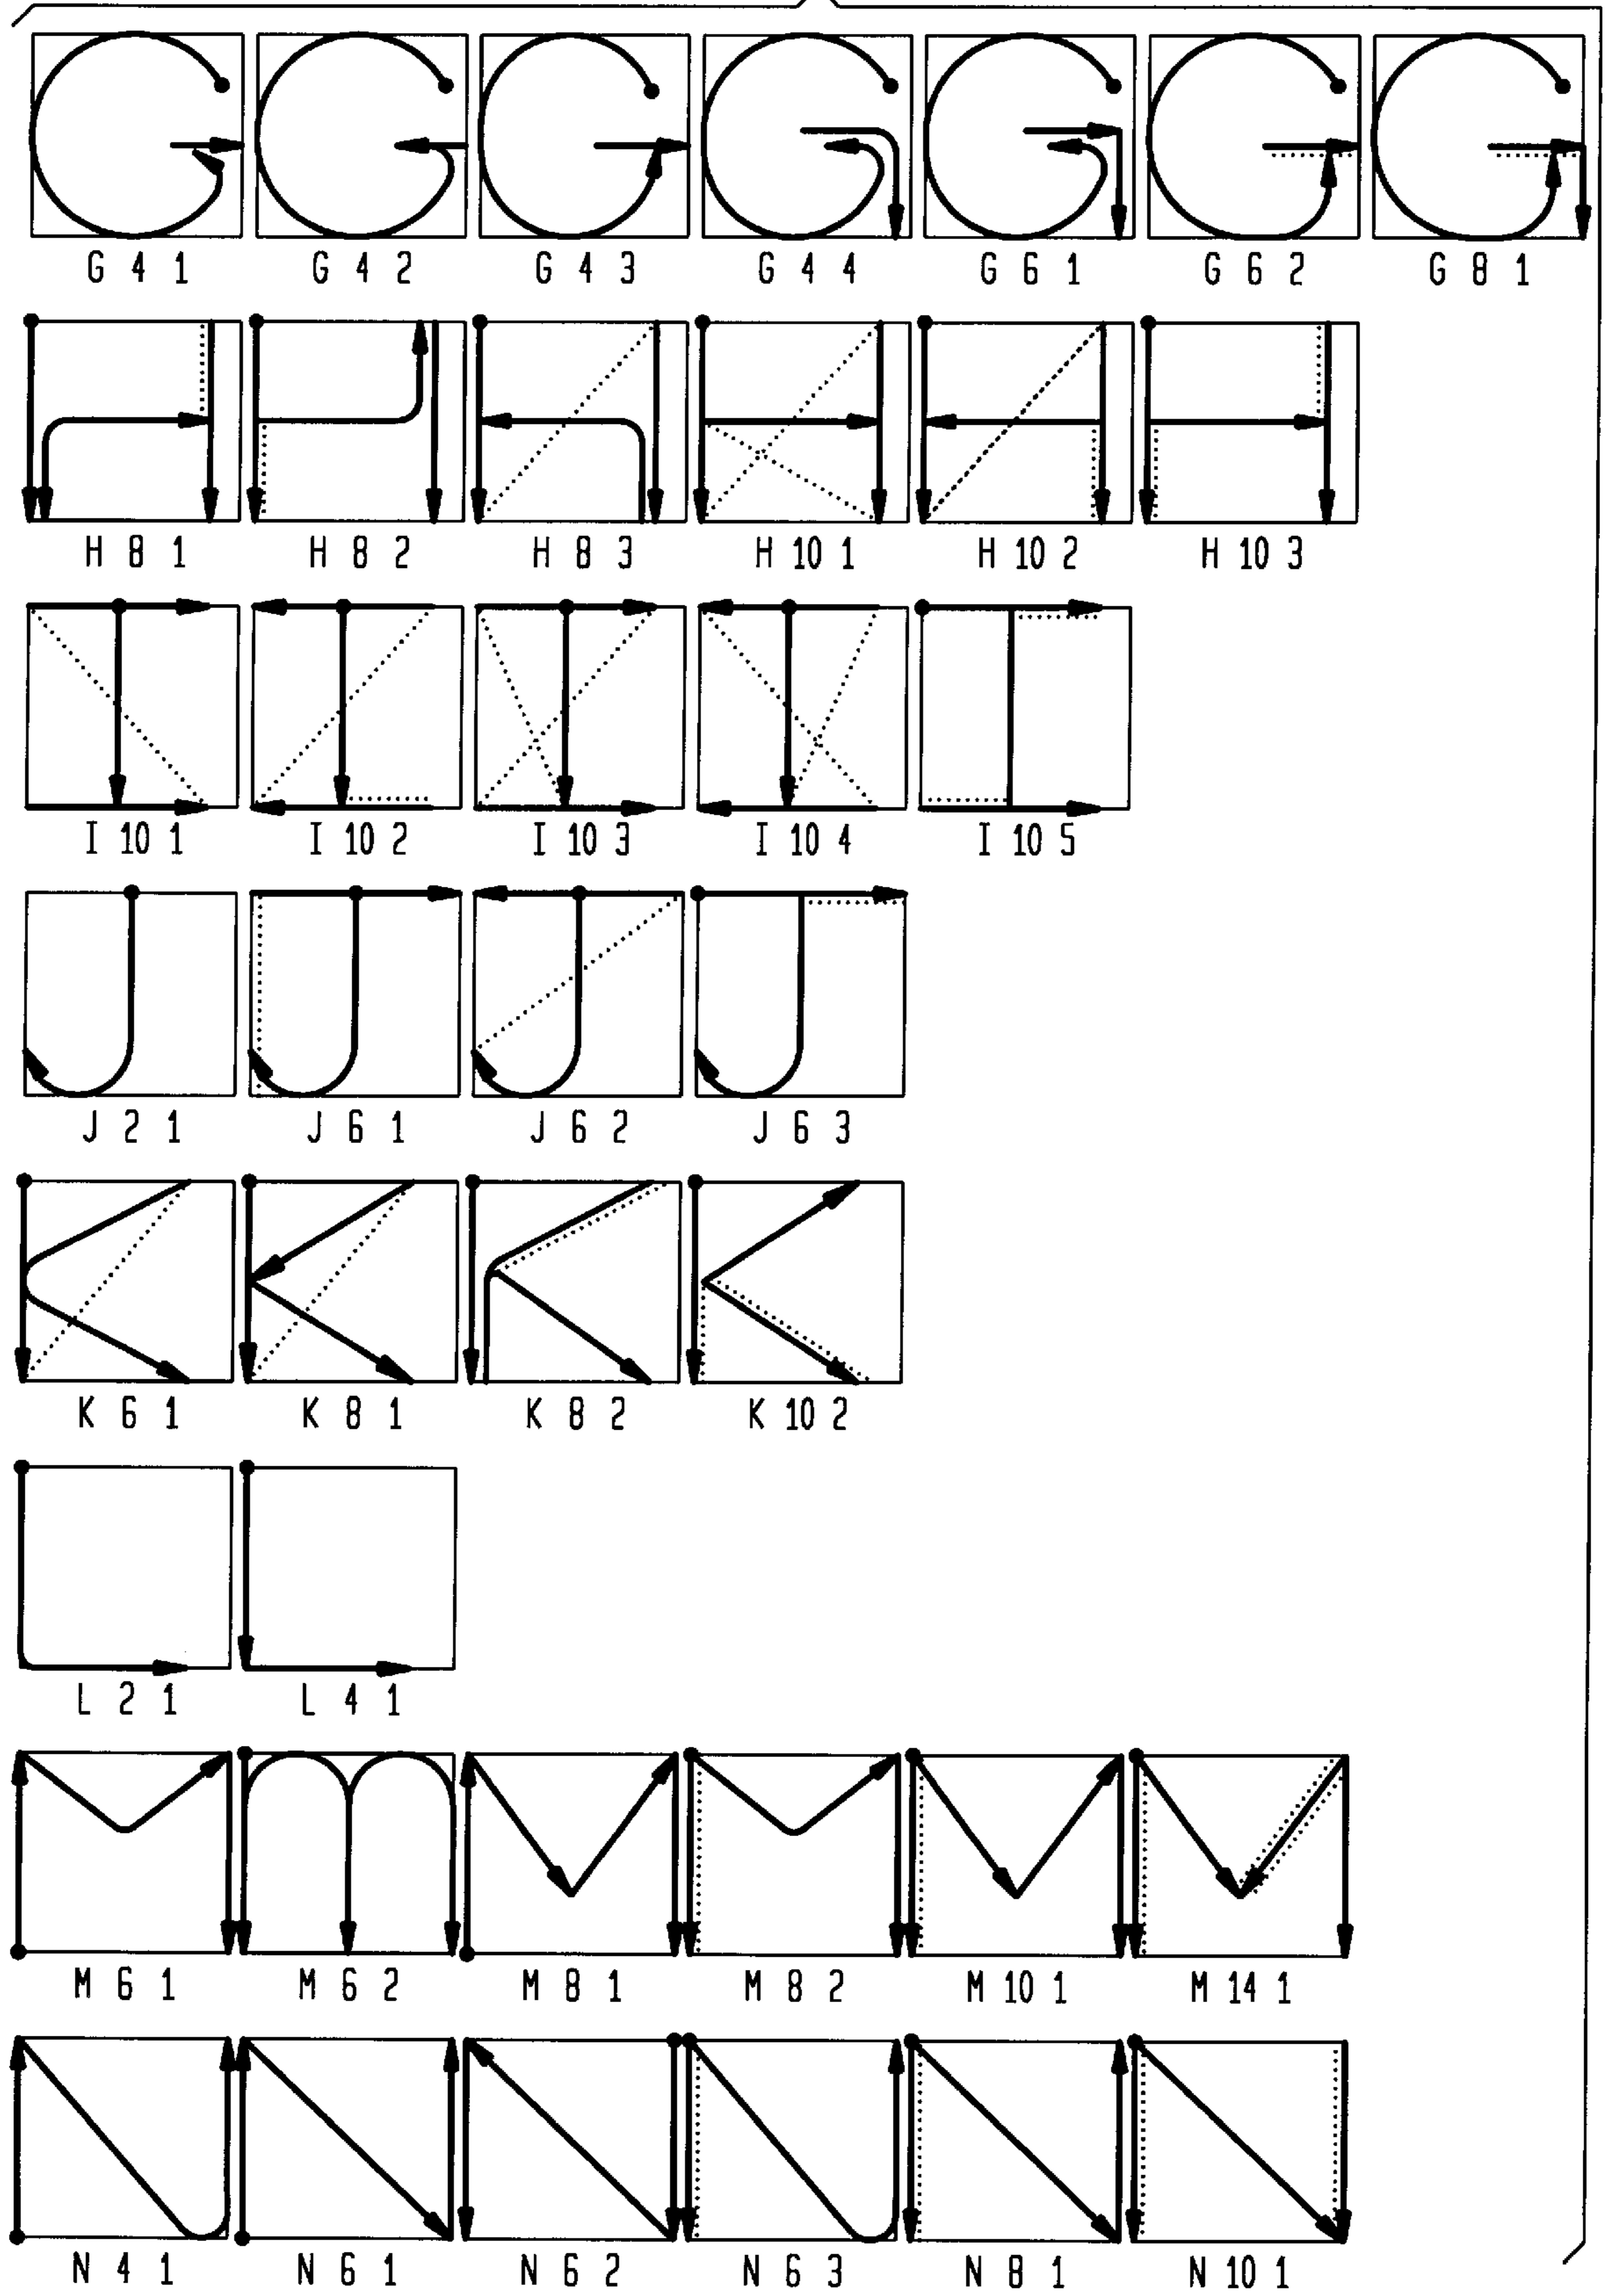 G 4 1 G 4 2 G 4 3 G 4 4 G 6 1 G 6 2 G 8 1
H 8 1 H 8 2 H 8 3 H 10 1 H 10 2 H 10 3
I 10 1 I 10 2 I 10 3 I 10 4 I 10 5
J 2 1 J 6 1 J 6 2 J 6 3
K 6 1 K 8 1 K 8 2 K 10 2
L 2 1 L 4 1
M 6 1 M 6 2 M 8 1 M 8 2 M 10 1 M 14 1
N 4 1 N 6 1 N 6 2 N 6 3 N 8 1 N 10 1